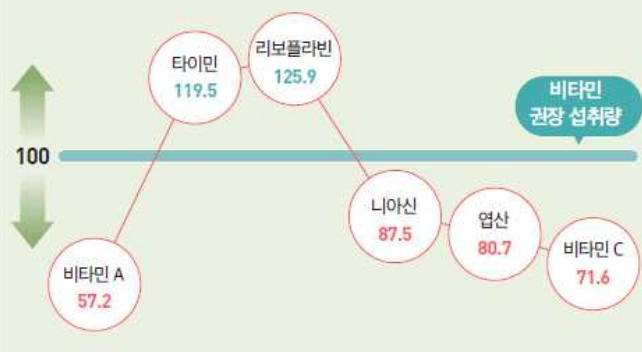 타이민
119.5
리보플라빈
125.9
비타민
권장 섭취량
100
니아신
87.5
엽산
80.7
비타민 C
71.6
비타민 A
57.2